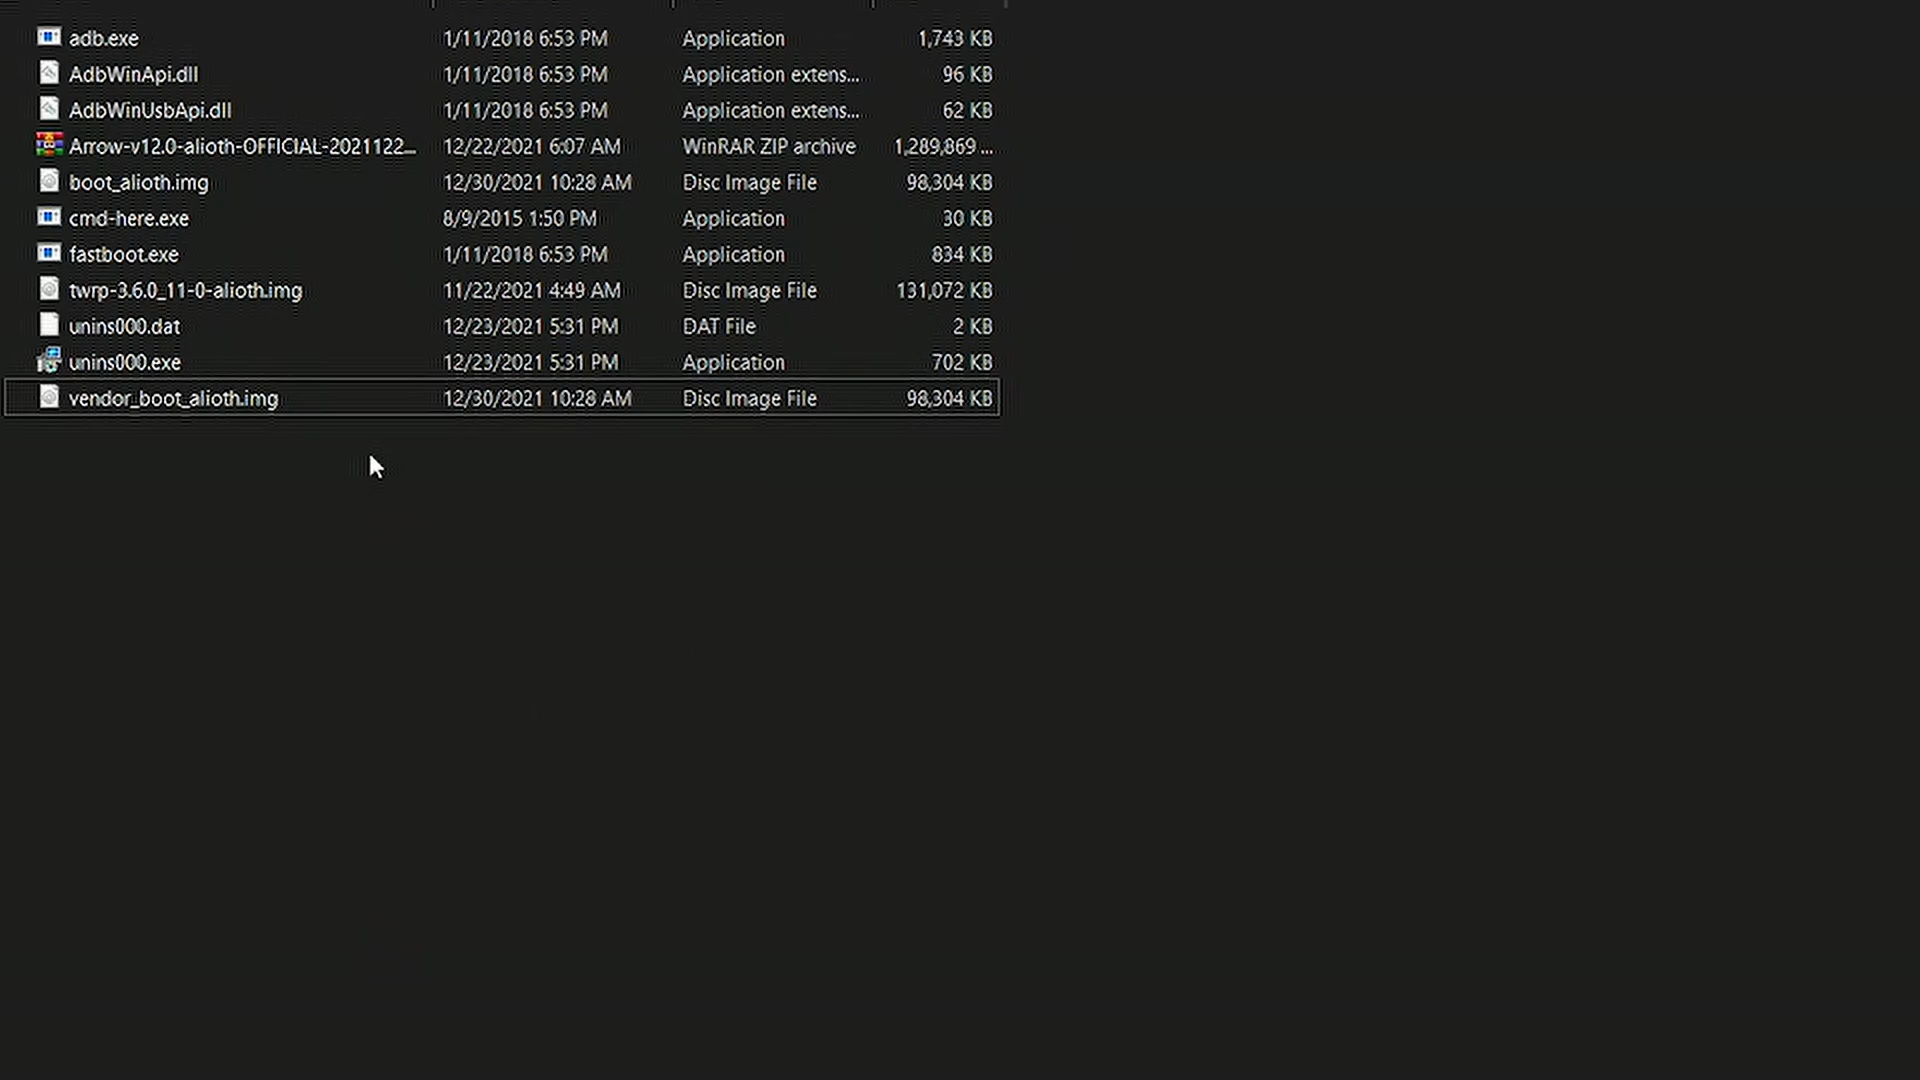 adb.exe 1/11/2018 6:53 PM Application 1,743 KB
AdbWinApi.dll 1/11/2018 6:53 PM Application extens... 96 KB
AdbWinUsbApi.dll 1/11/2018 6:53 PM Application extens... 62 KB
Arrow-v12.0-alioth-OFFICIAL-2021122... 12/22/2021 6:07 AM WinRAR ZIP archive 1,289,869 ...
boot_alioth.img 12/30/2021 10:28 AM Disc Image File 98,304 KB
cmd-here.exe 8/9/2015 1:50 PM Application 30 KB
fastboot.exe 1/11/2018 6:53 PM Application 834 KB
twrp-3.6.0_11-0-alioth.img 11/22/2021 4:49 AM Disc Image File 131,072 KB
unins000.dat 12/23/2021 5:31 PM DAT File 2 KB
unins000.exe 12/23/2021 5:31 PM Application 702 KB
vendor_boot_alioth.img 12/30/2021 10:28 AM Disc Image File 98,304 KB